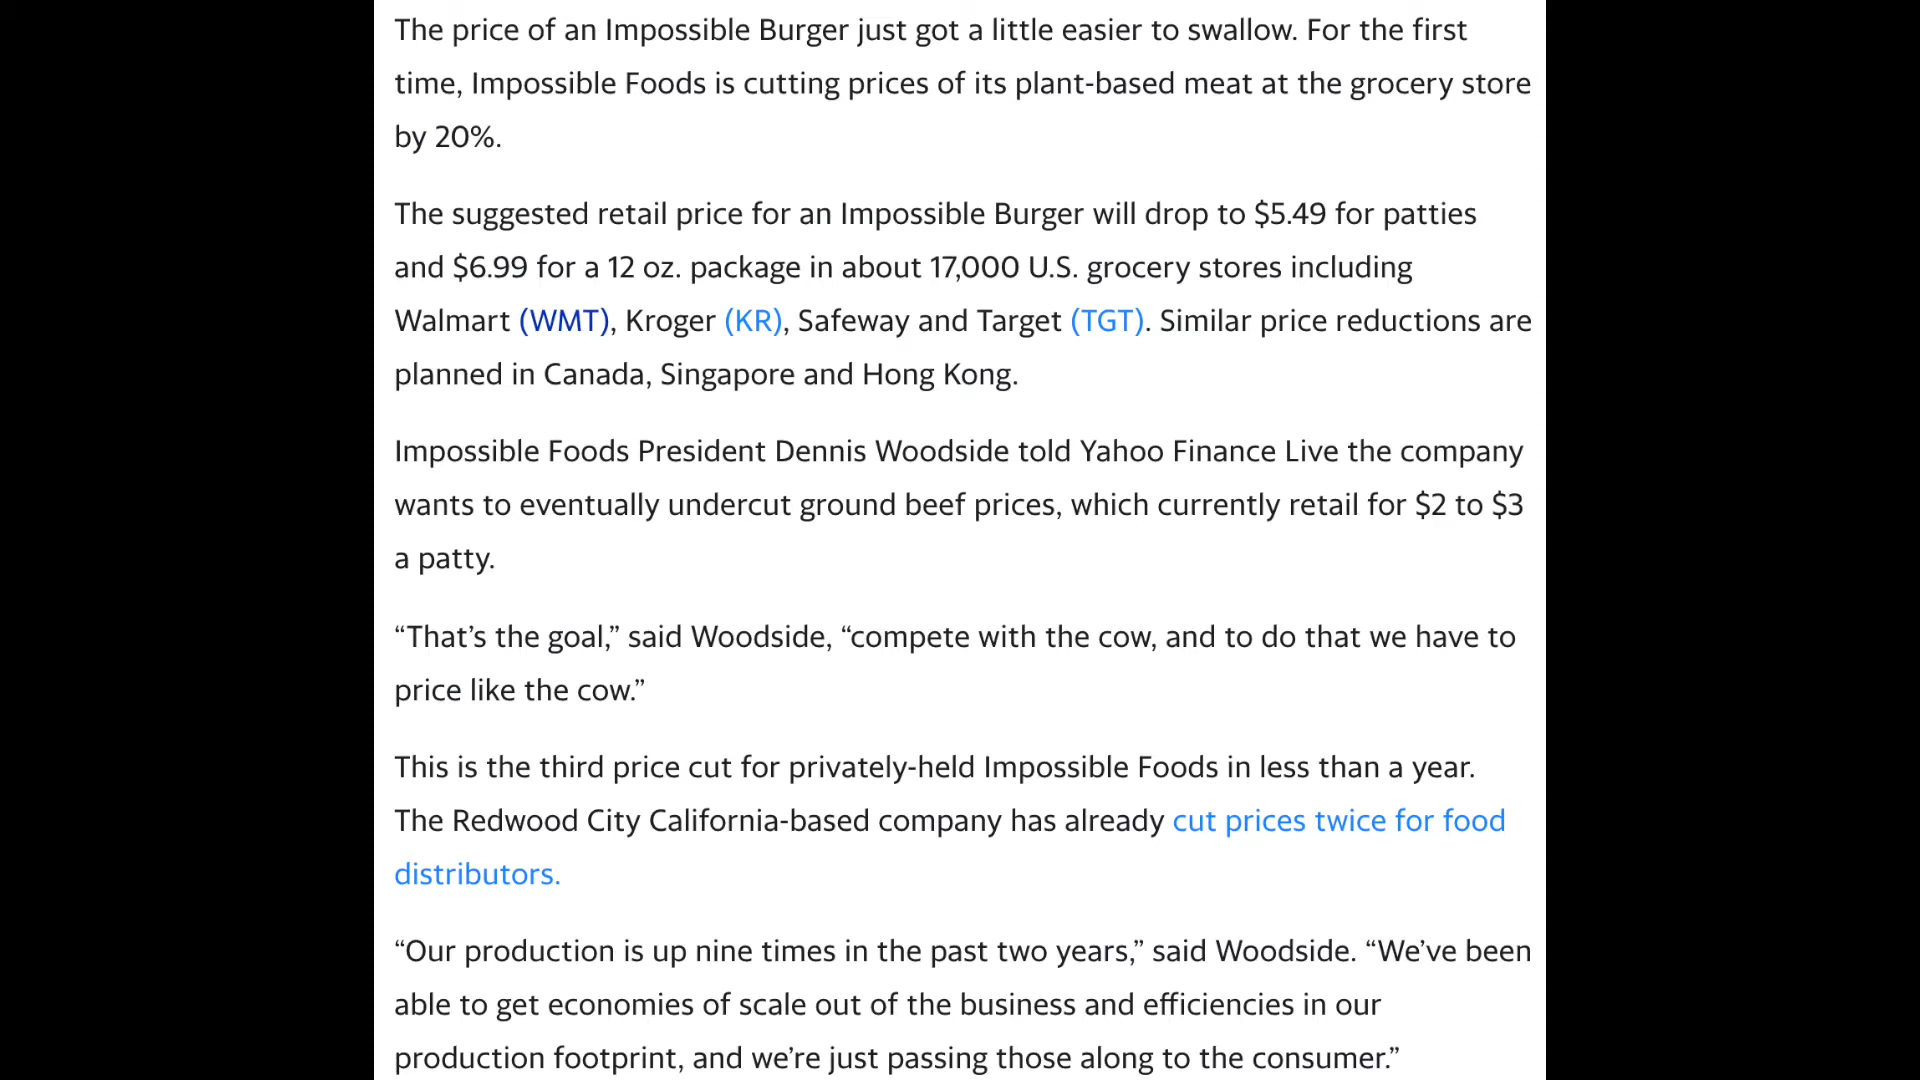 The price of an Impossible Burger just got a little easier to swallow. For the first
time, Impossible Foods is cutting prices of its plant-based meat at the grocery store
by 20%.
The suggested retail price for an Impossible Burger will drop to $5.49 for patties
and $6.99 for a 12 oz. package in about 17,000 U.S. grocery stores including
Walmart (WMT), Kroger (KR), Safeway and Target (TGT). Similar price reductions are
planned in Canada, Singapore and Hong Kong.
Impossible Foods President Dennis Woodside told Yahoo Finance Live the company
wants to eventually undercut ground beef prices, which currently retail for $2 to $3
a patty.
“That’s the goal,” said Woodside, “compete with the cow, and to do that we have to
price like the cow.”
This is the third price cut for privately-held Impossible Foods in less than a year.
The Redwood City California-based company has already cut prices twice for food
distributors.
“Our production is up nine times in the past two years,” said Woodside. “We’ve been
able to get economies of scale out of the business and efficiencies in our
production footprint, and we’re just passing those along to the consumer.”